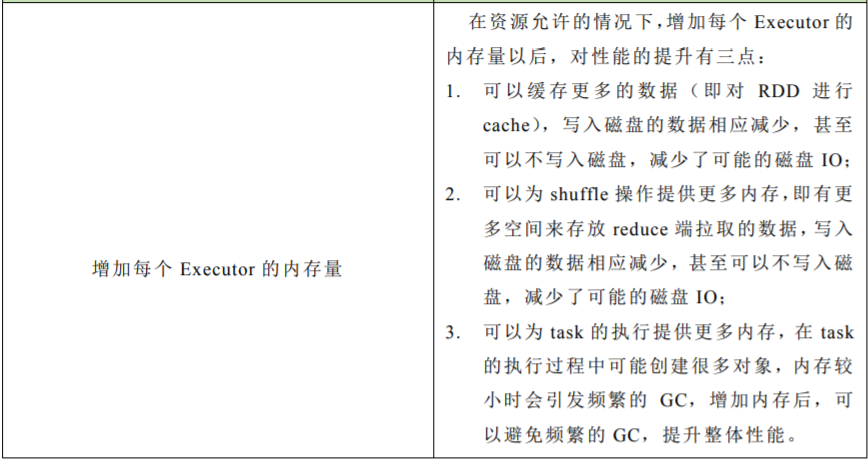 增加每个 Executor 的内存量
在资源允许的情况下，增加每个 Executor 的
内存量以后，对性能的提升有三点：
1. 可以缓存更多的数据（即对 RDD 进行
cache），写入磁盘的数据相应减少，甚至
可以不写入磁盘，减少了可能的磁盘 IO；
2. 可以为 shuffle 操作提供更多内存，即有更
多空间来存放 reduce 端拉取的数据，写入
磁盘的数据相应减少，甚至可以不写入磁
盘，减少了可能的磁盘 IO；
3. 可以为 task 的执行提供更多内存，在 task
的执行过程中可能创建很多对象，内存较
小时会引发频繁的 GC，增加内存后，可
以避免频繁的 GC，提升整体性能。